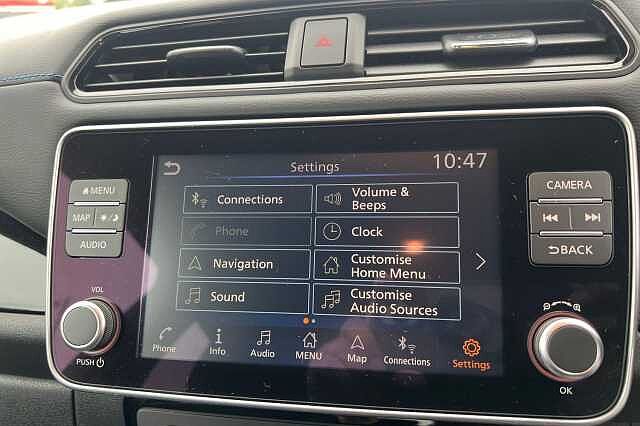 Settings
10:47
Connections
Volume &
Beeps
Phone
Clock
Navigation
Customise
Home Menu
Sound
Customise
Audio Sources
Phone
Info
Audio
MENU
Map
Connections
Settings
MENU
MAP
AUDIO
VOL
PUSH
CAMERA
BACK
OK